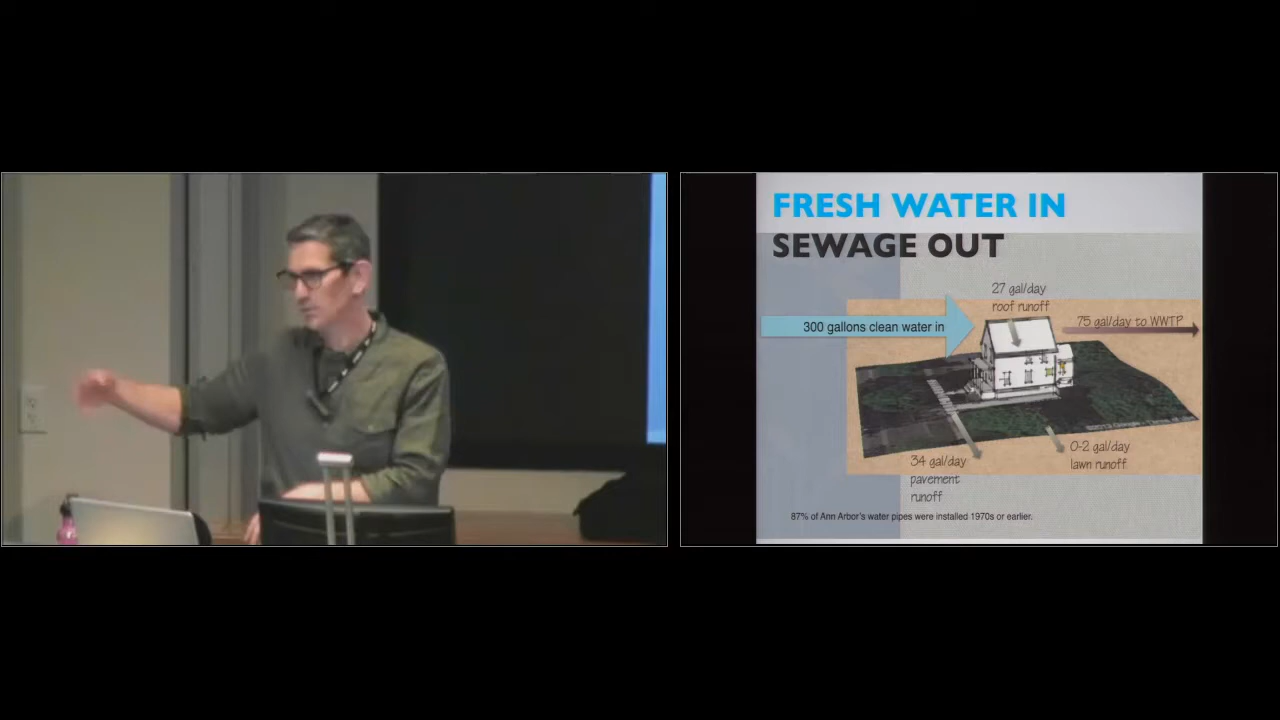 FRESH WATER IN
SEWAGE OUT
27 gal/day
roof runoff
300 gallons clean water in
75 gal/day to WWTP
34 gal/day
pavement
runoff
0-2 gal/day
lawn runoff
87% of Ann Arbor's water pipes were installed 1970s or earlier.